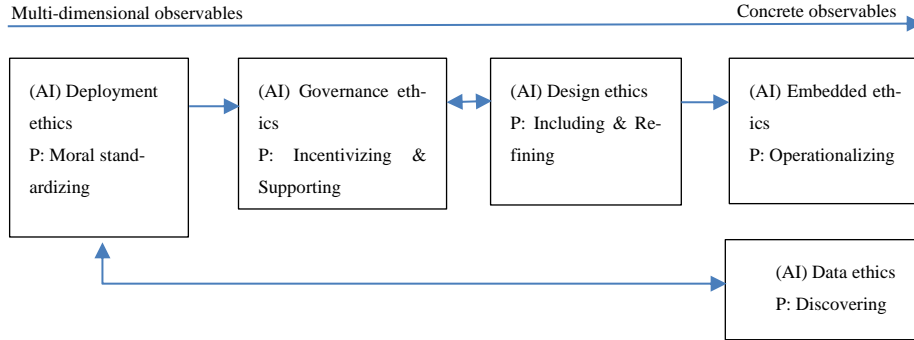 Multi-dimensional observables
Concrete observables
(AI) Deployment
ethics
P: Moral stand-
ardizing
(AI) Governance eth-
ics
P: Incentivizing &
Supporting
(AI) Design ethics
P: Including & Re-
fining
(AI) Embedded eth-
ics
P: Operationalizing
(AI) Data ethics
P: Discovering